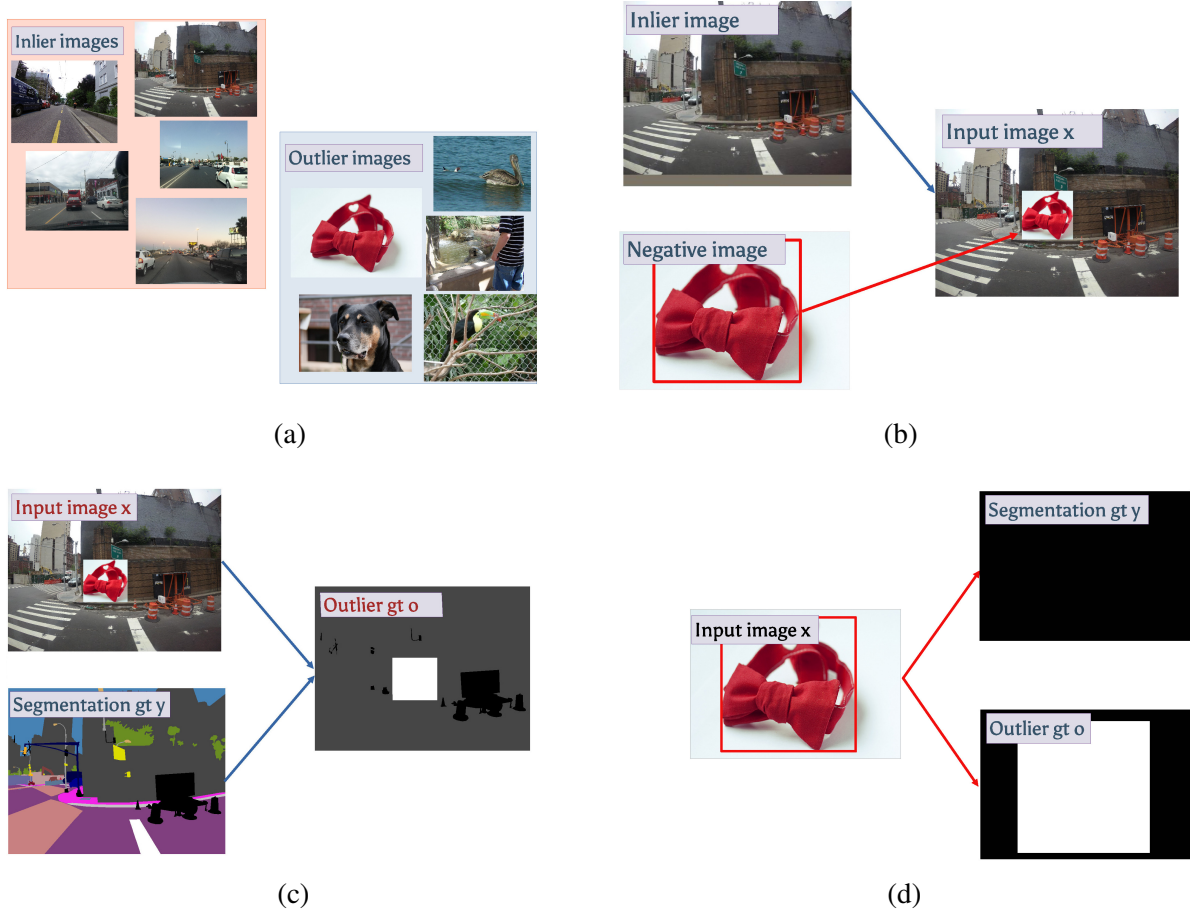 Inlier images
Outlier images
(a)
Inlier image
Negative image
Input image x
(b)
Input image x
Segmentation gt y
Outlier gt o
(c)
Input image x
Segmentation gt y
Outlier gt o
(d)